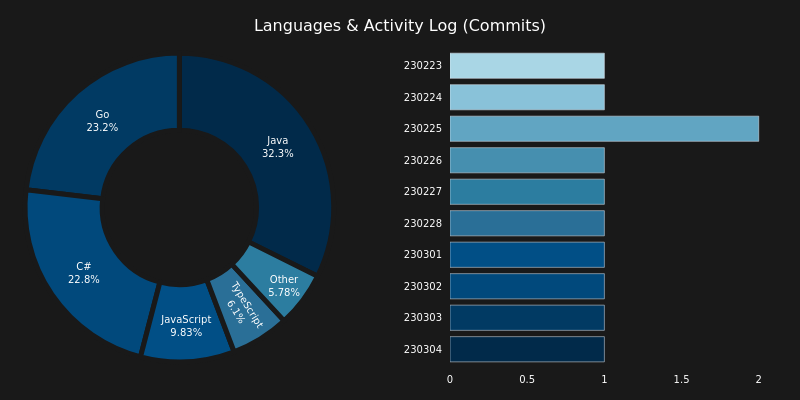 Languages & Activity Log (Commits)
Java
32.3%
Go
23.2%
C#
22.8%
JavaScript
9.83%
TypeScript
6.1%
Other
5.78%
230223
230224
230225
230226
230227
230228
230301
230302
230303
230304
0 0.5 1 1.5 2